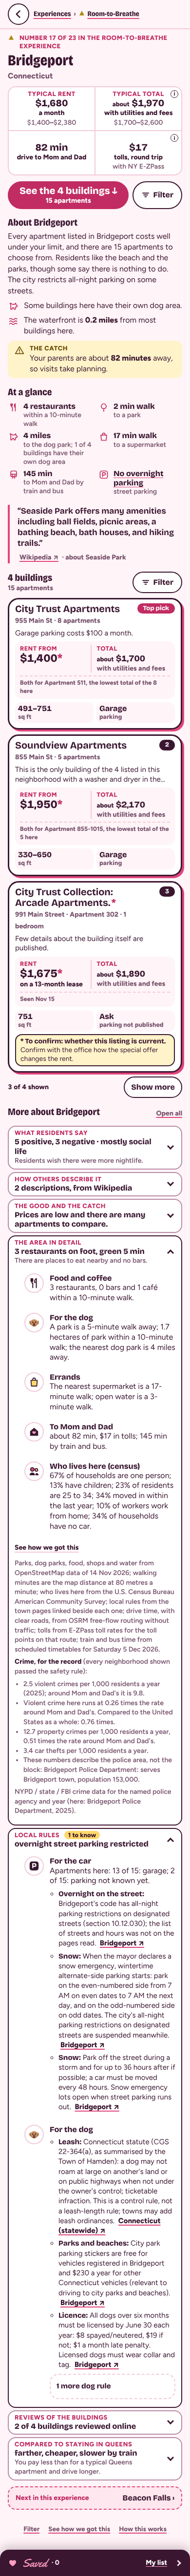 Experiences › ▲ Room-to-Breathe
▲ NUMBER 17 OF 23 IN THE ROOM-TO-BREATHE
EXPERIENCE
Bridgeport
Connecticut
TYPICAL RENT
$1,680
a month
$1,400–$2,380
TYPICAL TOTAL
about $1,970
with utilities and fees
$1,700–$2,600
82 min
drive to Mom and Dad
$17
tolls, round trip
with NY E-ZPass
See the 4 buildings ↓
15 apartments
Filter
About Bridgeport
Every apartment listed in Bridgeport costs well
under your limit, and there are 15 apartments to
choose from. Residents like the beach and the
parks, though some say there is nothing to do.
The city restricts all-night parking on some
streets.
Some buildings here have their own dog area.
The waterfront is 0.2 miles from most
buildings here.
THE CATCH
Your parents are about 82 minutes away,
so visits take planning.
At a glance
4 restaurants
within a 10-minute
walk
2 min walk
to a park
4 miles
to the dog park; 1 of 4
buildings have their
own dog area
17 min walk
to a supermarket
145 min
to Mom and Dad by
train and bus
No overnight
parking
street parking
“Seaside Park offers many amenities
including ball fields, picnic areas, a
bathing beach, bath houses, and hiking
trails.”
Wikipedia ↗ · about Seaside Park
4 buildings
15 apartments
Filter
City Trust Apartments
Top pick
955 Main St · 8 apartments
Garage parking costs $100 a month.
RENT FROM
$1,400*
TOTAL
about $1,700
with utilities and fees
Both for Apartment 511, the lowest total of the 8
here
491–751
sq ft
Garage
parking
Soundview Apartments
2
855 Main St · 5 apartments
This is the only building of the 4 listed in this
neighborhood with a washer and dryer in the...
RENT FROM
$1,950*
TOTAL
about $2,170
with utilities and fees
Both for Apartment 855-1015, the lowest total of the
5 here
330–650
sq ft
Garage
parking
City Trust Collection:
Arcade Apartments.*
3
991 Main Street · Apartment 302 · 1
bedroom
Few details about the building itself are
published.
RENT
$1,675*
on a 13-month lease
TOTAL
about $1,890
with utilities and fees
Seen Nov 15
751
sq ft
Ask
parking not published
* To confirm: whether this listing is current.
Confirm with the office how the special offer
changes the rent.
3 of 4 shown
Show more
More about Bridgeport
Open all
WHAT RESIDENTS SAY
5 positive, 3 negative · mostly social
life
Residents wish there were more nightlife.
HOW OTHERS DESCRIBE IT
2 descriptions, from Wikipedia
THE GOOD AND THE CATCH
Prices are low and there are many
apartments to compare.
THE AREA IN DETAIL
3 restaurants on foot, green 5 min
There are places to eat nearby and no bars.
Food and coffee
3 restaurants, 0 bars and 1 café
within a 10-minute walk.
For the dog
A park is a 5-minute walk away; 1.7
hectares of park within a 10-minute
walk; the nearest dog park is 4 miles
away.
Errands
The nearest supermarket is a 17-
minute walk; open water is a 3-
minute walk.
To Mom and Dad
about 82 min, $17 in tolls; 145 min
by train and bus.
Who lives here (census)
67% of households are one person;
13% have children; 23% of residents
are 25 to 34; 34% moved in within
the last year; 10% of workers work
from home; 34% of households
have no car.
See how we got this
Parks, dog parks, food, shops and water from
OpenStreetMap data of 14 Nov 2026; walking
minutes are the map distance at 80 metres a
minute; who lives here from the U.S. Census Bureau
American Community Survey; local rules from the
town pages linked beside each one; drive time, with
clear roads, from OSRM free-flow routing without
traffic; tolls from E-ZPass toll rates for the toll
points on that route; train and bus time from
scheduled timetables for Saturday 5 Dec 2026.
Crime, for the record (every neighborhood shown
passed the safety rule):
• 2.5 violent crimes per 1,000 residents a year
(2025); around Mom and Dad's it is 9.8.
• Violent crime here runs at 0.26 times the rate
around Mom and Dad's. Compared to the United
States as a whole: 0.76 times.
• 12.7 property crimes per 1,000 residents a year,
0.51 times the rate around Mom and Dad's.
• 3.4 car thefts per 1,000 residents a year.
• These numbers describe the police area, not the
block: Bridgeport Police Department: serves
Bridgeport town, population 153,000.
NYPD / state / FBI crime data for the named police
agency and year (here: Bridgeport Police
Department, 2025).
LOCAL RULES 1 to know
overnight street parking restricted
For the car
Apartments here: 13 of 15: garage; 2
of 15: parking not known yet.
Overnight on the street:
Bridgeport's code has all-night
parking restrictions on designated
streets (section 10.12.030); the list
of streets and hours was not on the
pages read. Bridgeport ↗
Snow: When the mayor declares a
snow emergency, wintertime
alternate-side parking starts: park
on the even-numbered side from 7
AM on even dates to 7 AM the next
day, and on the odd-numbered side
on odd dates. The city's all-night
parking restrictions on designated
streets are suspended meanwhile.
Bridgeport ↗
Snow: Park off the street during a
storm and for up to 36 hours after if
possible; a car must be moved
every 48 hours. Snow emergency
lots open when street parking runs
out. Bridgeport ↗
For the dog
Leash: Connecticut statute (CGS
22-364(a), as summarised by the
Town of Hamden): a dog may not
roam at large on another's land or
on public highways when not under
the owner's control; ticketable
infraction. This is a control rule, not
a leash-length rule; towns may add
leash ordinances. Connecticut
(statewide) ↗
Parks and beaches: City park
parking stickers are free for
vehicles registered in Bridgeport
and $230 a year for other
Connecticut vehicles (relevant to
driving to city parks and beaches).
Bridgeport ↗
Licence: All dogs over six months
must be licensed by June 30 each
year: $8 spayed/neutered, $19 if
not; $1 a month late penalty.
Licensed dogs must wear collar and
tag. Bridgeport ↗
1 more dog rule
REVIEWS OF THE BUILDINGS
2 of 4 buildings reviewed online
COMPARED TO STAYING IN QUEENS
farther, cheaper, slower by train
You pay less than for a typical Queens
apartment and drive longer.
Next in this experience
Beacon Falls ›
Filter See how we got this How this works
Saved · 0
My list